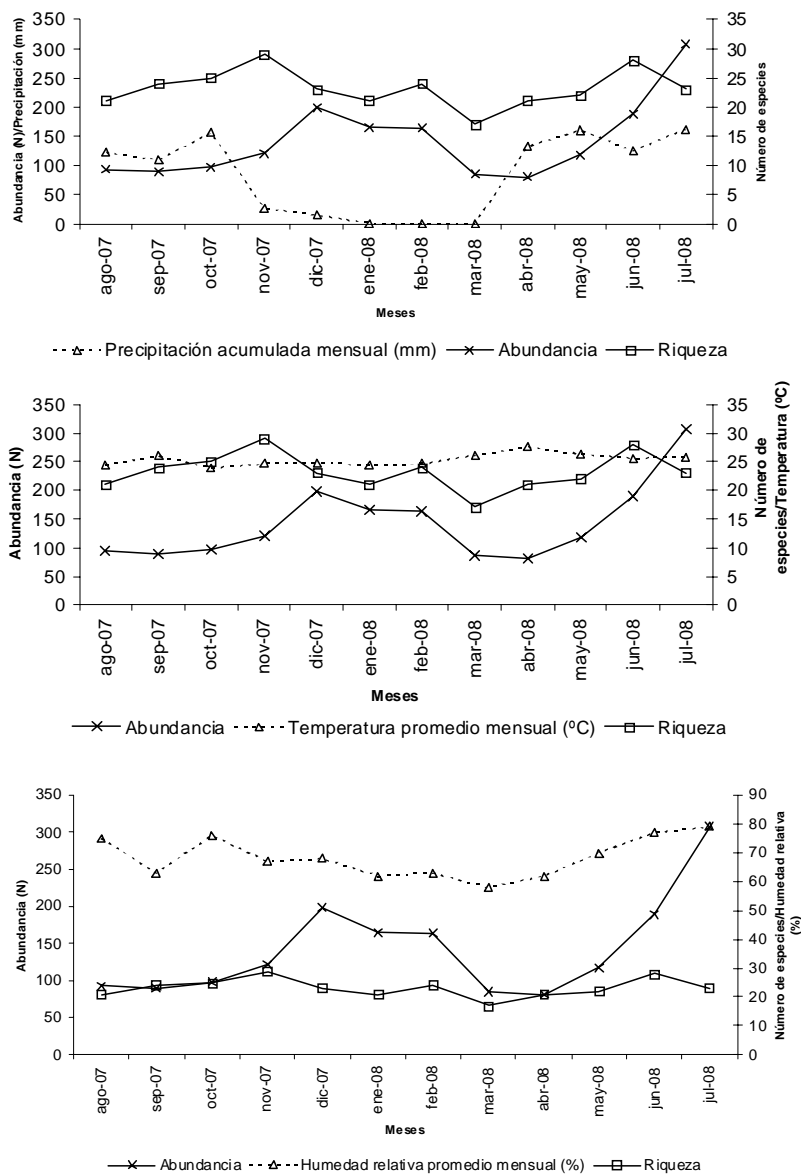 Abundancia (N)/Precipitación (mm)
350
300
250
200
150
100
50
0
35
30
25
20
15
10
5
0
Número de especies
ago-07
sep-07
oct-07
nov-07
dic-07
ene-08
feb-08
mar-08
abr-08
may-08
jun-08
jul-08
Meses
Precipitación acumulada mensual (mm) Abundancia Riqueza
Abundancia (N)
350
300
250
200
150
100
50
0
35
30
25
20
15
10
5
0
Número de
especies/Temperatura (ºC)
ago-07
sep-07
oct-07
nov-07
dic-07
ene-08
feb-08
mar-08
abr-08
may-08
jun-08
jul-08
Meses
Abundancia Temperatura promedio mensual (ºC) Riqueza
Abundancia (N)
350
300
250
200
150
100
50
0
90
80
70
60
50
40
30
20
10
0
Número de especies/Humedad relativa
(%)
ago-07
sep-07
oct-07
nov-07
dic-07
ene-08
feb-08
mar-08
abr-08
may-08
jun-08
jul-08
Meses
Abundancia Humedad relativa promedio mensual (%) Riqueza